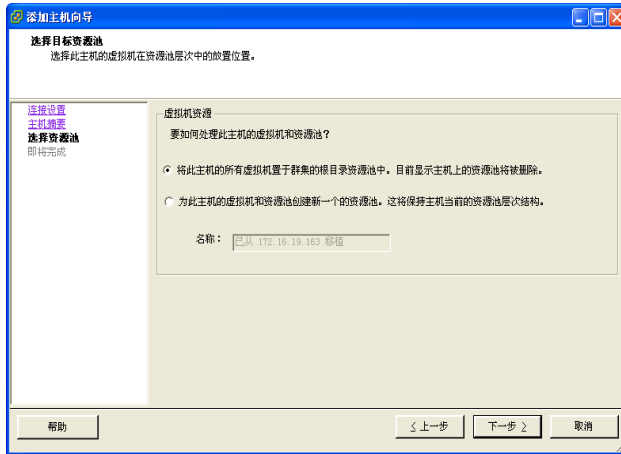 添加主机向导
选择目标资源池
选择此主机的虚拟机在资源池层次中的放置位置。
连接设置
主机摘要
选择资源池
即将完成
虚拟机资源
要如何处理此主机的虚拟机和资源池?
将此主机的所有虚拟机置于群集的根目录资源池中。目前显示主机上的资源池将被删除。
为此主机的虚拟机和资源池创建新一个的资源池。这将保持主机当前的资源池层次结构。
名称: 已从 172.16.19.163 移植
帮助
≤上一步
下一步 ≥
取消